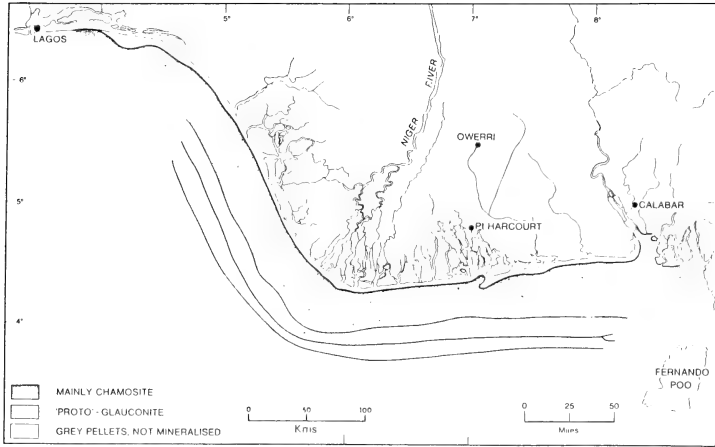 5°
6°
7°
8°
LAGOS
6°
NIGER RIVER
OWERRI
5°
CALABAR
Pt HARCOURT
4°
FERNANDO
POO
MAINLY CHAMOSITE
'PROTO' - GLAUCONITE
GREY PELLETS, NOT MINERALISED
0 50 100
Kms
0 25 50
Miles